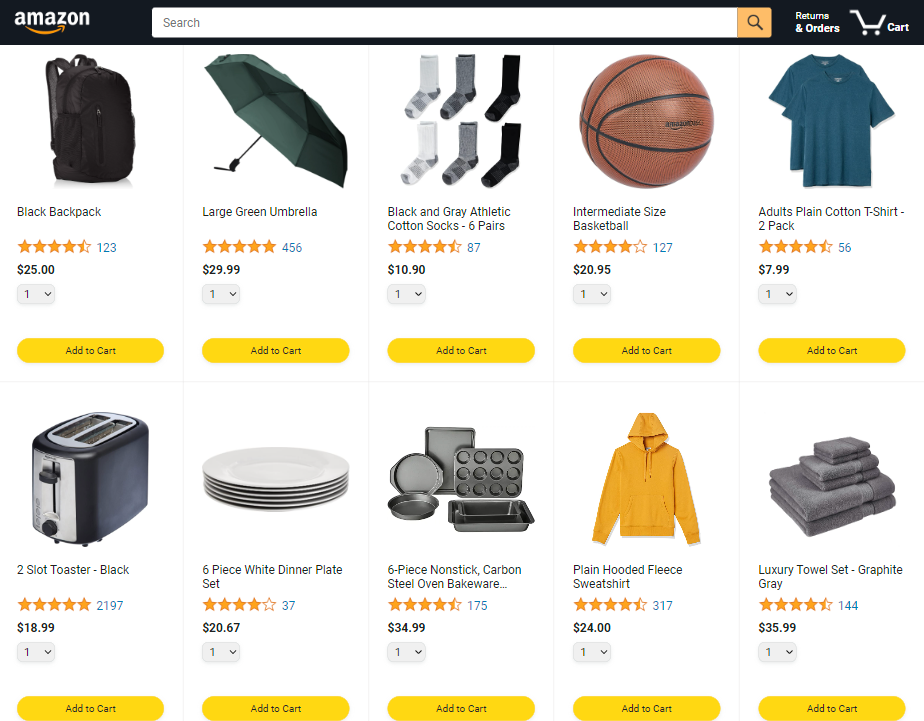 amazon
Search
Returns
& Orders
Cart
Black Backpack
123
$25.00
1
Add to Cart
Large Green Umbrella
456
$29.99
1
Add to Cart
Black and Gray Athletic
Cotton Socks - 6 Pairs
87
$10.90
1
Add to Cart
amazon
Intermediate Size
Basketball
127
$20.95
1
Add to Cart
Adults Plain Cotton T-Shirt -
2 Pack
56
$7.99
1
Add to Cart
2 Slot Toaster - Black
2197
$18.99
1
Add to Cart
6 Piece White Dinner Plate
Set
37
$20.67
1
Add to Cart
6-Piece Nonstick, Carbon
Steel Oven Bakeware...
175
$34.99
1
Add to Cart
Plain Hooded Fleece
Sweatshirt
317
$24.00
1
Add to Cart
Luxury Towel Set - Graphite
Gray
144
$35.99
1
Add to Cart